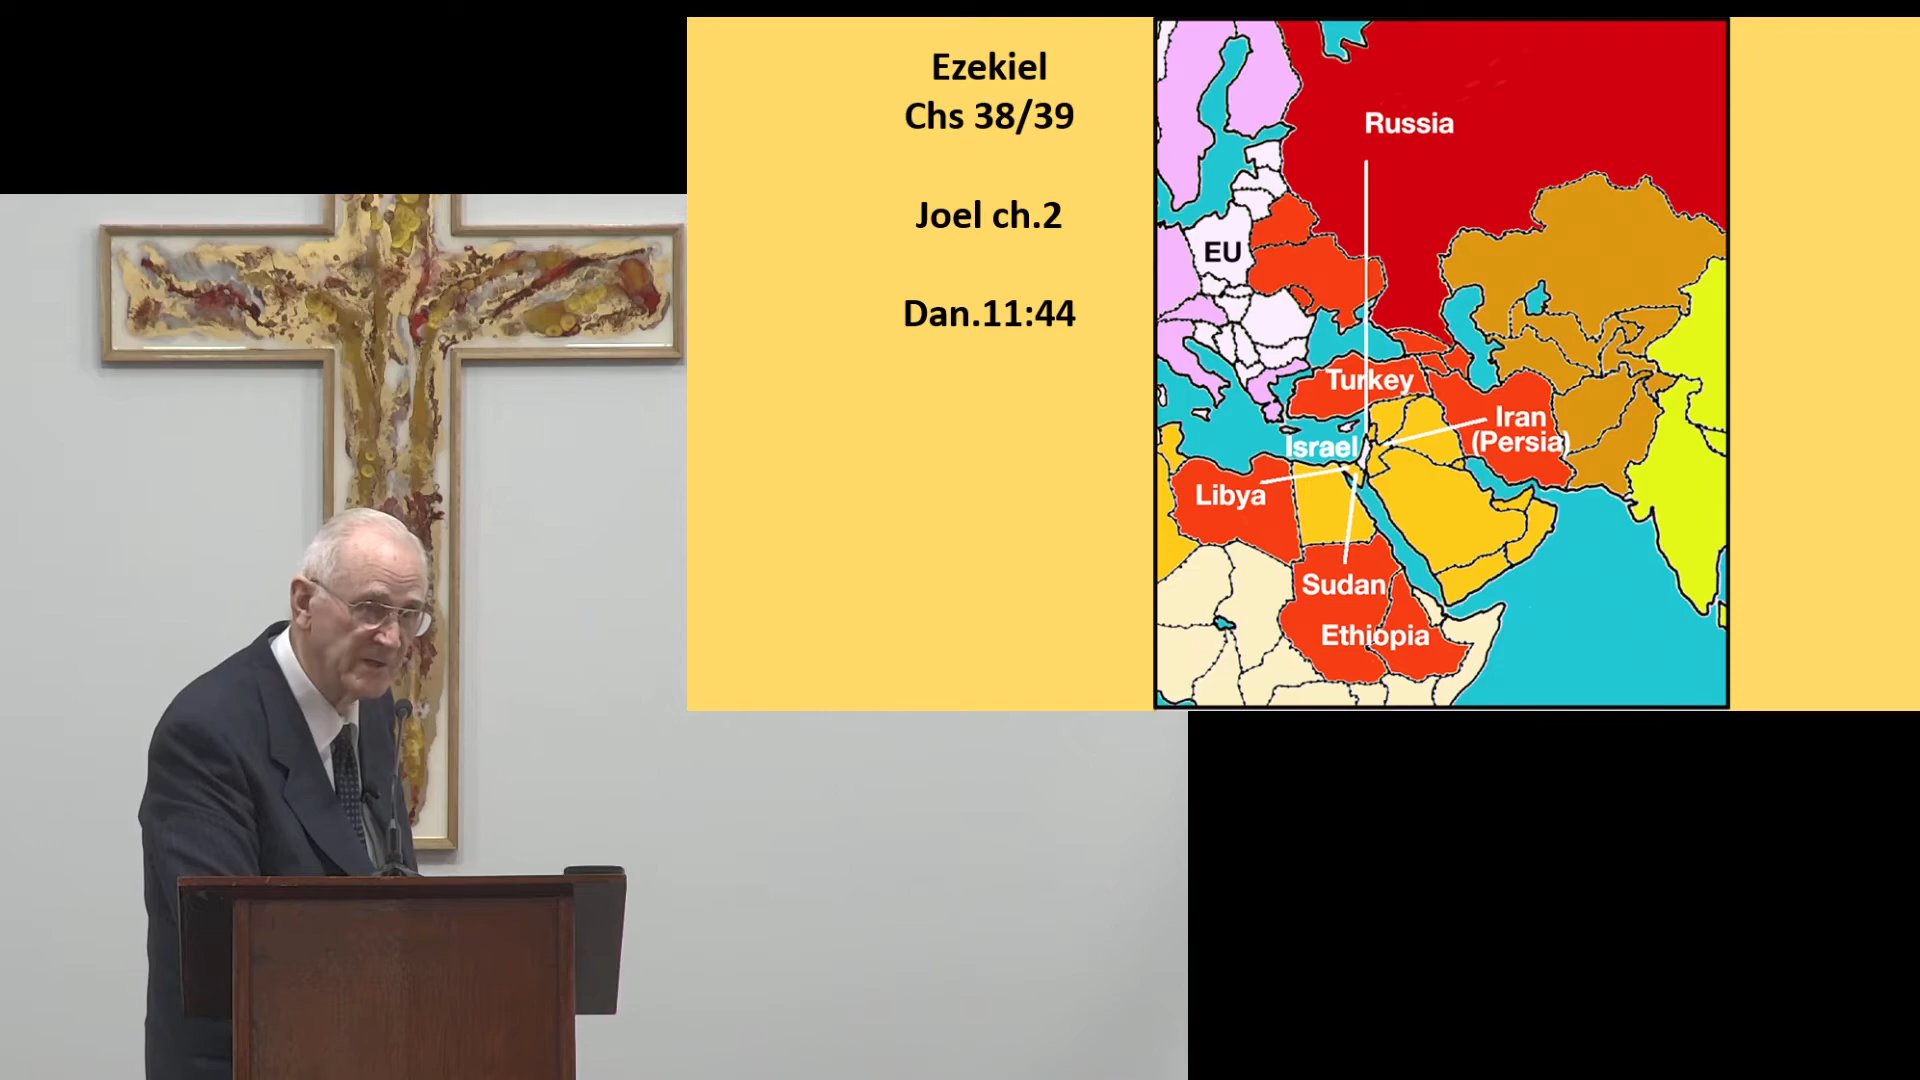 Ezekiel
Chs 38/39
Joel ch.2
Dan.11:44
Russia
EU
Turkey
Iran
(Persia)
Israel
Libya
Sudan
Ethiopia